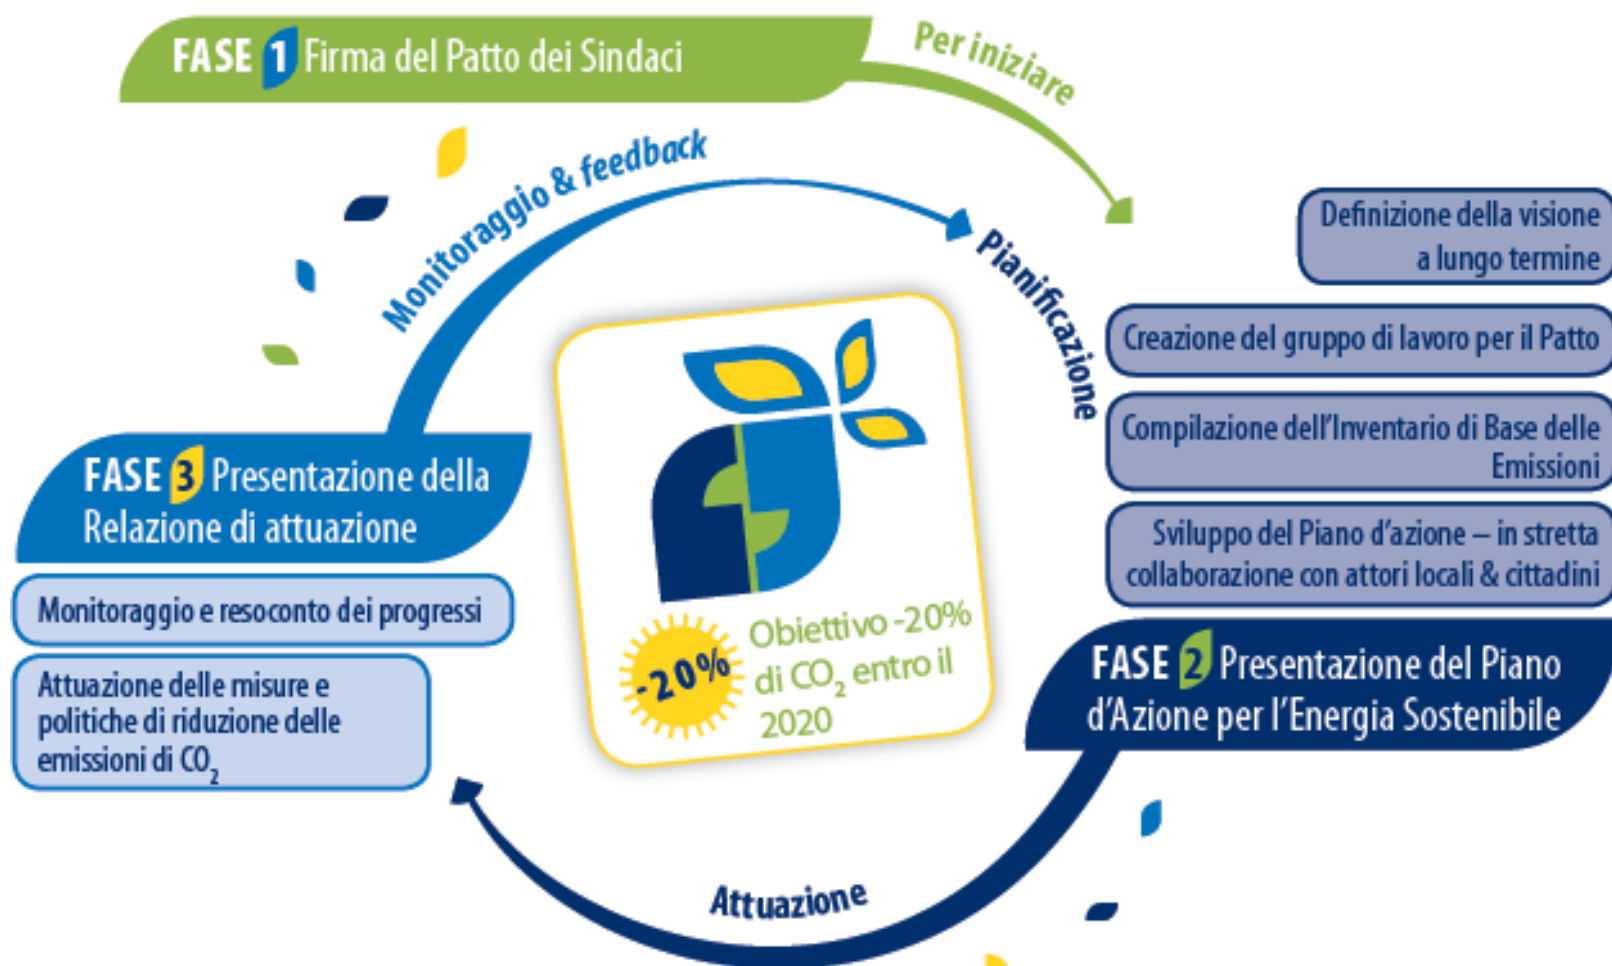 FASE 1 Firma del Patto dei Sindaci
Per iniziare
Monitoraggio & feedback
Pianificazione
Definizione della visione
a lungo termine
Creazione del gruppo di lavoro per il Patto
Compilazione dell'Inventario di Base delle
Emissioni
Sviluppo del Piano d'azione – in stretta
collaborazione con attori locali & cittadini
FASE 2 Presentazione del Piano
d'Azione per l'Energia Sostenibile
Attuazione
FASE 3 Presentazione della
Relazione di attuazione
Monitoraggio e resoconto dei progressi
Attuazione delle misure e
politiche di riduzione delle
emissioni di CO₂
-20%
Obiettivo -20%
di CO₂ entro il
2020